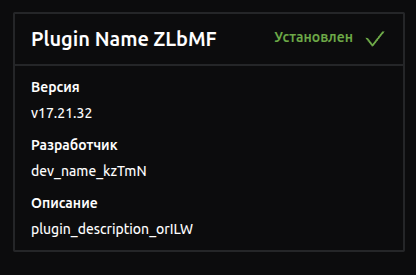 Plugin Name ZLbMF
Установлен
Версия
v17.21.32
Разработчик
dev_name_kzTmN
Описание
plugin_description_orILW